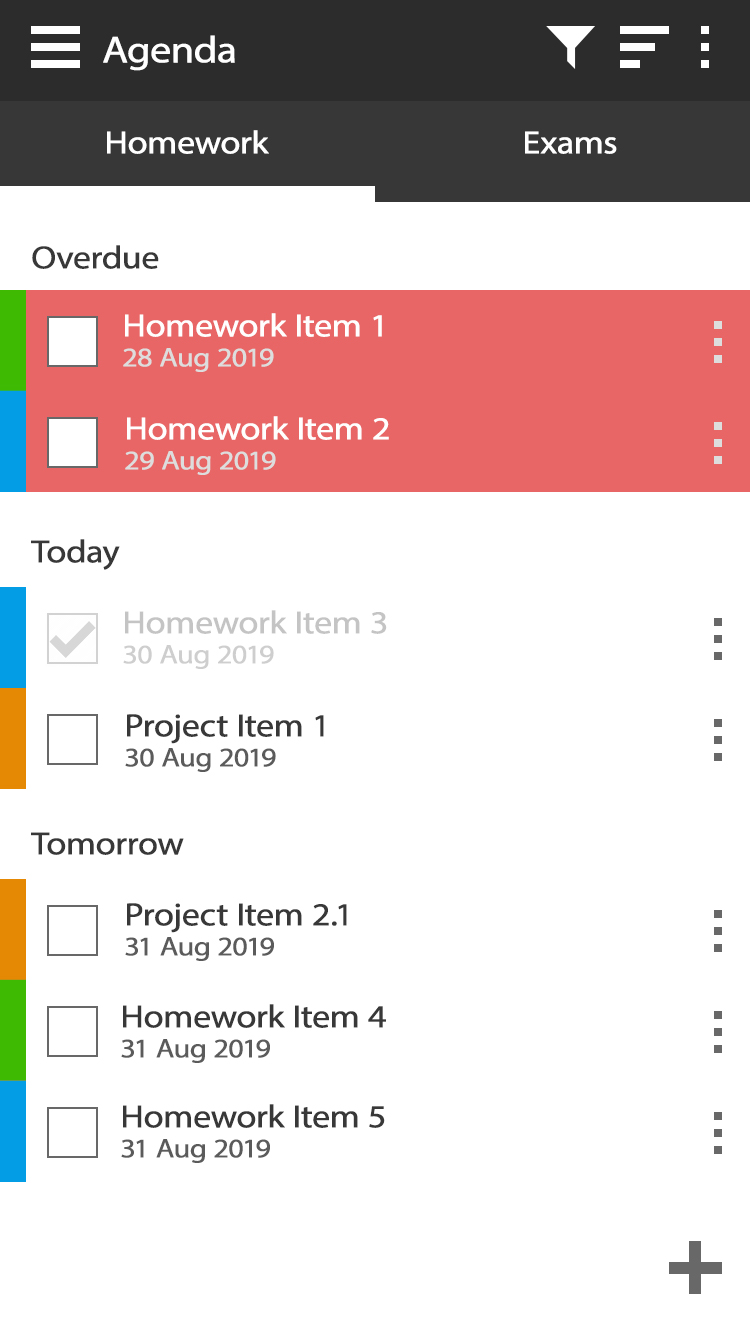 Agenda
Homework
Exams
Overdue
Homework Item 1
28 Aug 2019
Homework Item 2
29 Aug 2019
Today
Homework Item 3
30 Aug 2019
Project Item 1
30 Aug 2019
Tomorrow
Project Item 2.1
31 Aug 2019
Homework Item 4
31 Aug 2019
Homework Item 5
31 Aug 2019